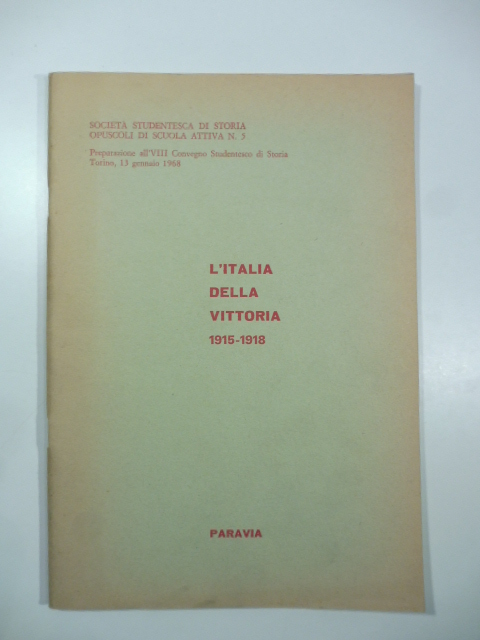 SOCIETÀ STUDENTESCA DI STORIA
OPUSCOLI DI SCUOLA ATTIVA N. 5
Preparazione all'VIII Convegno Studentesco di Storia
Torino, 13 gennaio 1968
L'ITALIA
DELLA
VITTORIA
1915-1918
PARAVIA